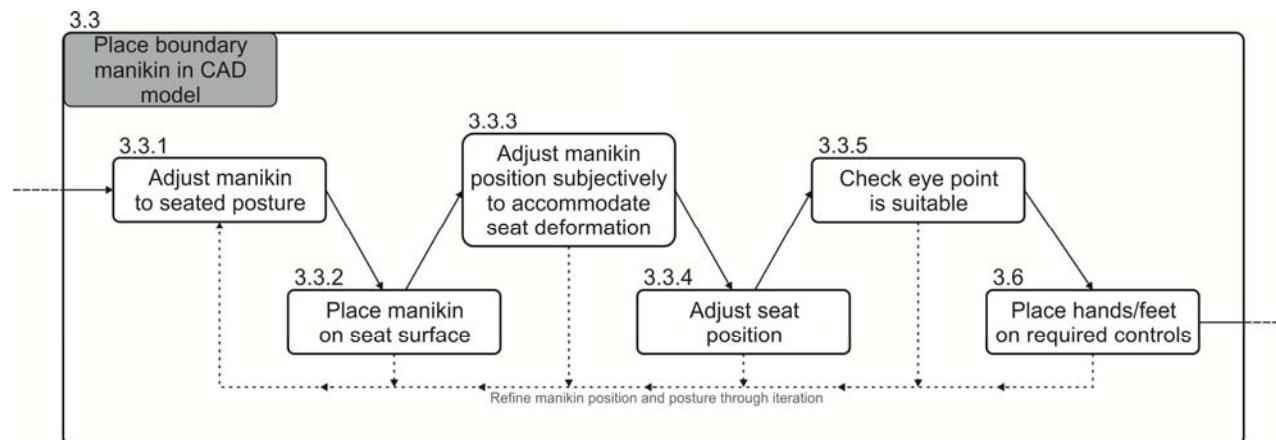 3.3
Place boundary
manikin in CAD
model
3.3.1
Adjust manikin
to seated posture
3.3.2
Place manikin
on seat surface
3.3.3
Adjust manikin
position subjectively
to accommodate
seat deformation
3.3.4
Adjust seat
position
3.3.5
Check eye point
is suitable
3.6
Place hands/feet
on required controls
Refine manikin position and posture through iteration